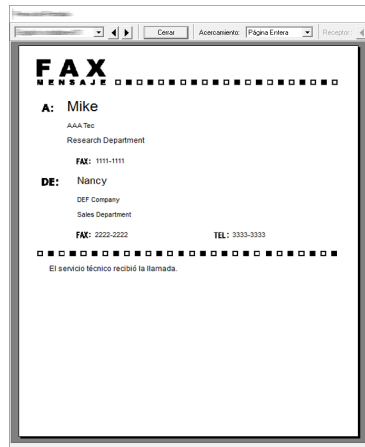 Cerrar Acercamiento: Página Entera Receptor:
FAX
MENSAJE
A: Mike
AAA Tec
Research Department
FAX: 1111-1111
DE: Nancy
DEF Company
Sales Department
FAX: 2222-2222 TEL: 3333-3333
El servicio técnico recibió la llamada.